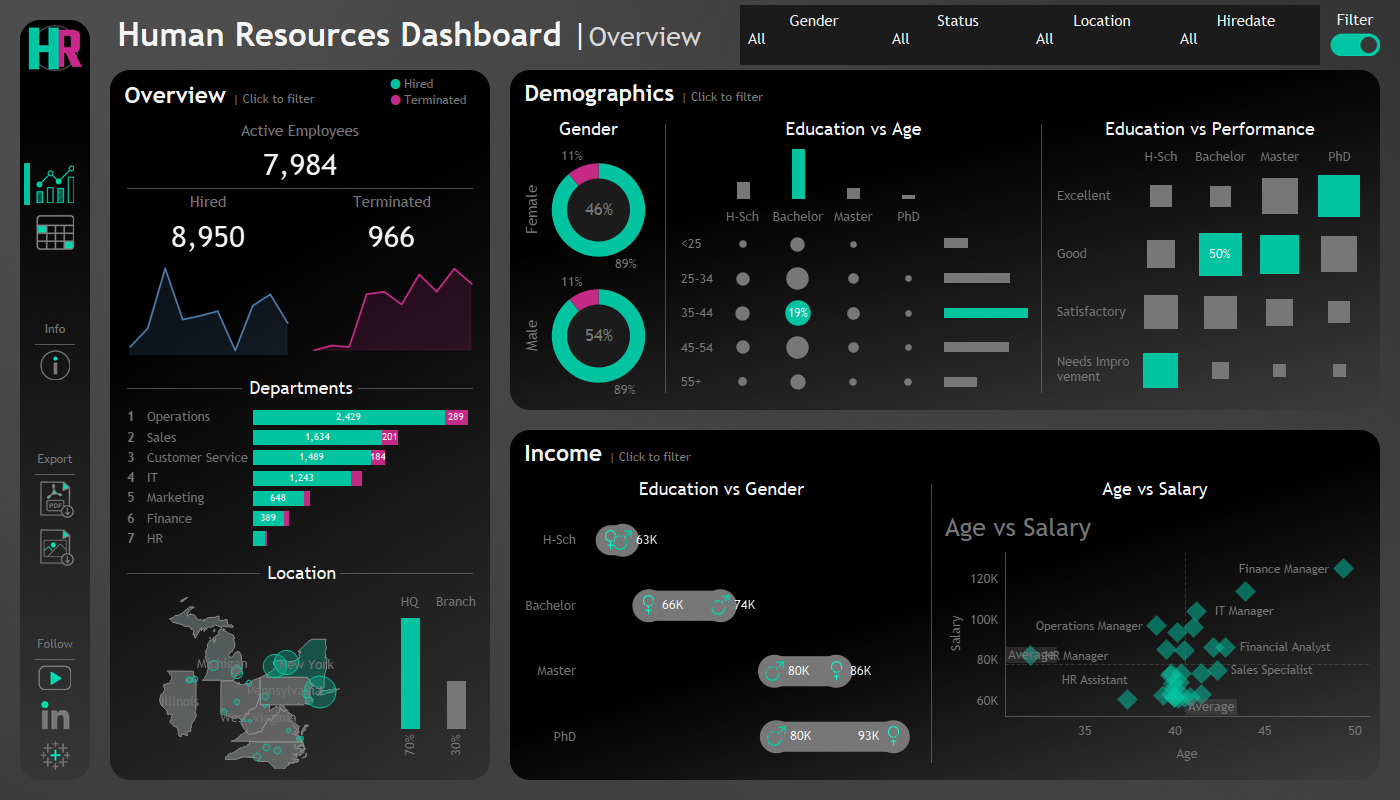 HR
Human Resources Dashboard | Overview
Gender Status Location Hiredate Filter
All All All All
Overview | Click to filter
Hired
Terminated
Active Employees
7,984
Hired Terminated
8,950 966
Departments
1 Operations 2,429 289
2 Sales 1,634 201
3 Customer Service 1,489 184
4 IT 1,243
5 Marketing 648
6 Finance 389
7 HR
Location
HQ Branch
Michigan
New York
Pennsylvania
Illinois
West Virginia
70% 30%
Info
Export
PDF
Follow
in
Demographics | Click to filter
Gender
11%
Female
46%
89%
11%
Male
54%
89%
Education vs Age
H-Sch Bachelor Master PhD
<25
25-34
35-44 19%
45-54
55+
Education vs Performance
H-Sch Bachelor Master PhD
Excellent
Good 50%
Satisfactory
Needs Impro
vement
Income | Click to filter
Education vs Gender
H-Sch 63K
Bachelor 66K 74K
Master 80K 86K
PhD 80K 93K
Age vs Salary
Age vs Salary
Salary
120K
100K
80K
60K
Finance Manager
IT Manager
Operations Manager
Financial Analyst
Average
HR Manager
Sales Specialist
HR Assistant
Average
35 40 45 50
Age